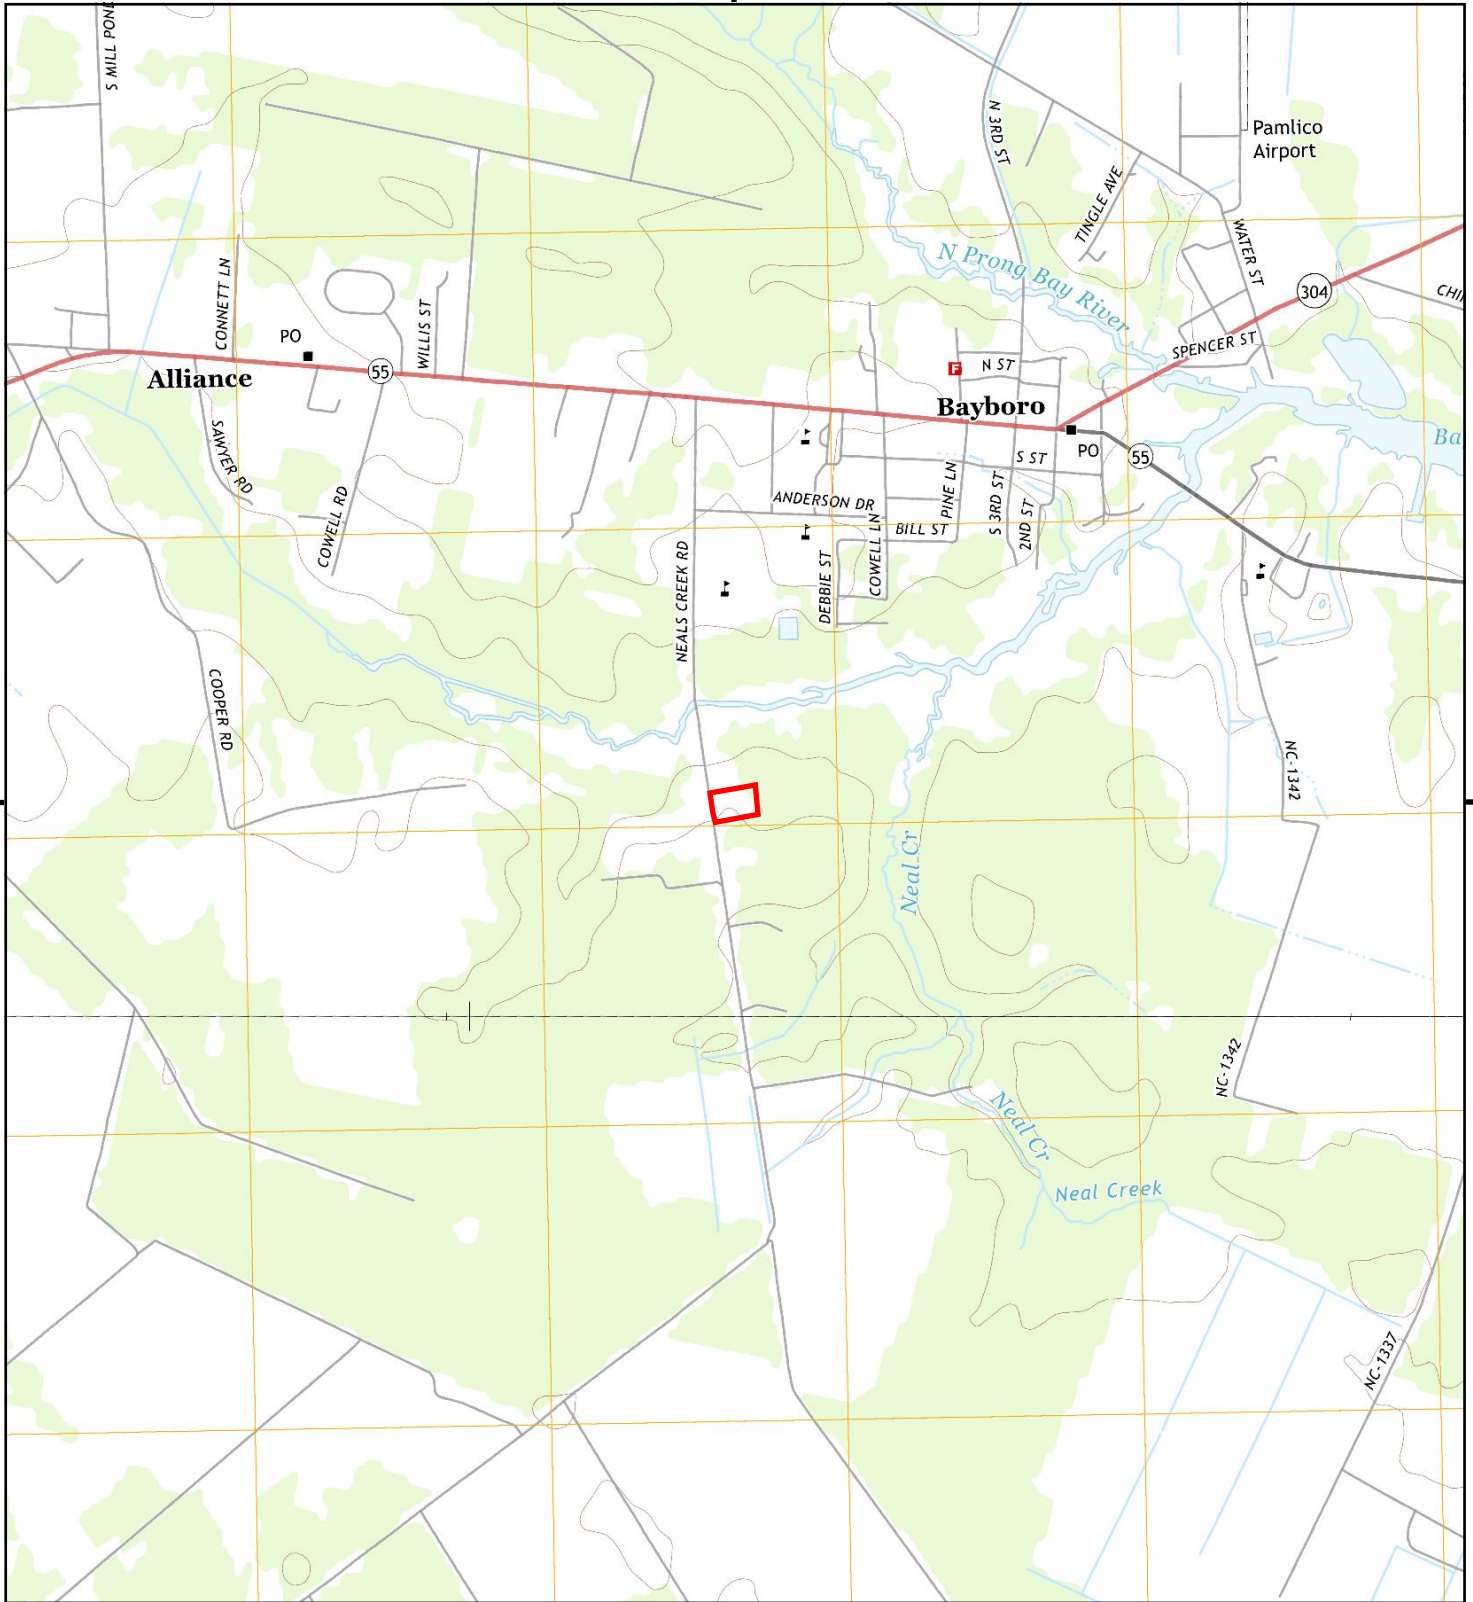 S MILL PONE
N 3RD ST
Pamlico
Airport
TINGLE AVE
WATER ST
N Prong Bay River
304
CHI
CONNETT LN
WILLIS ST
PO
55
Alliance
SPENCER ST
F
N ST
Bayboro
PO
55
Ba
S ST
SAWYER RD
COWELL RD
ANDERSON DR
PINE LN
S 3RD ST
2ND ST
BILL ST
COWELL LN
DEBBIE ST
NEALS CREEK RD
COOPER RD
NC-1342
Neal Cr
NC-1342
Neal Cr
Neal Creek
NC-1337